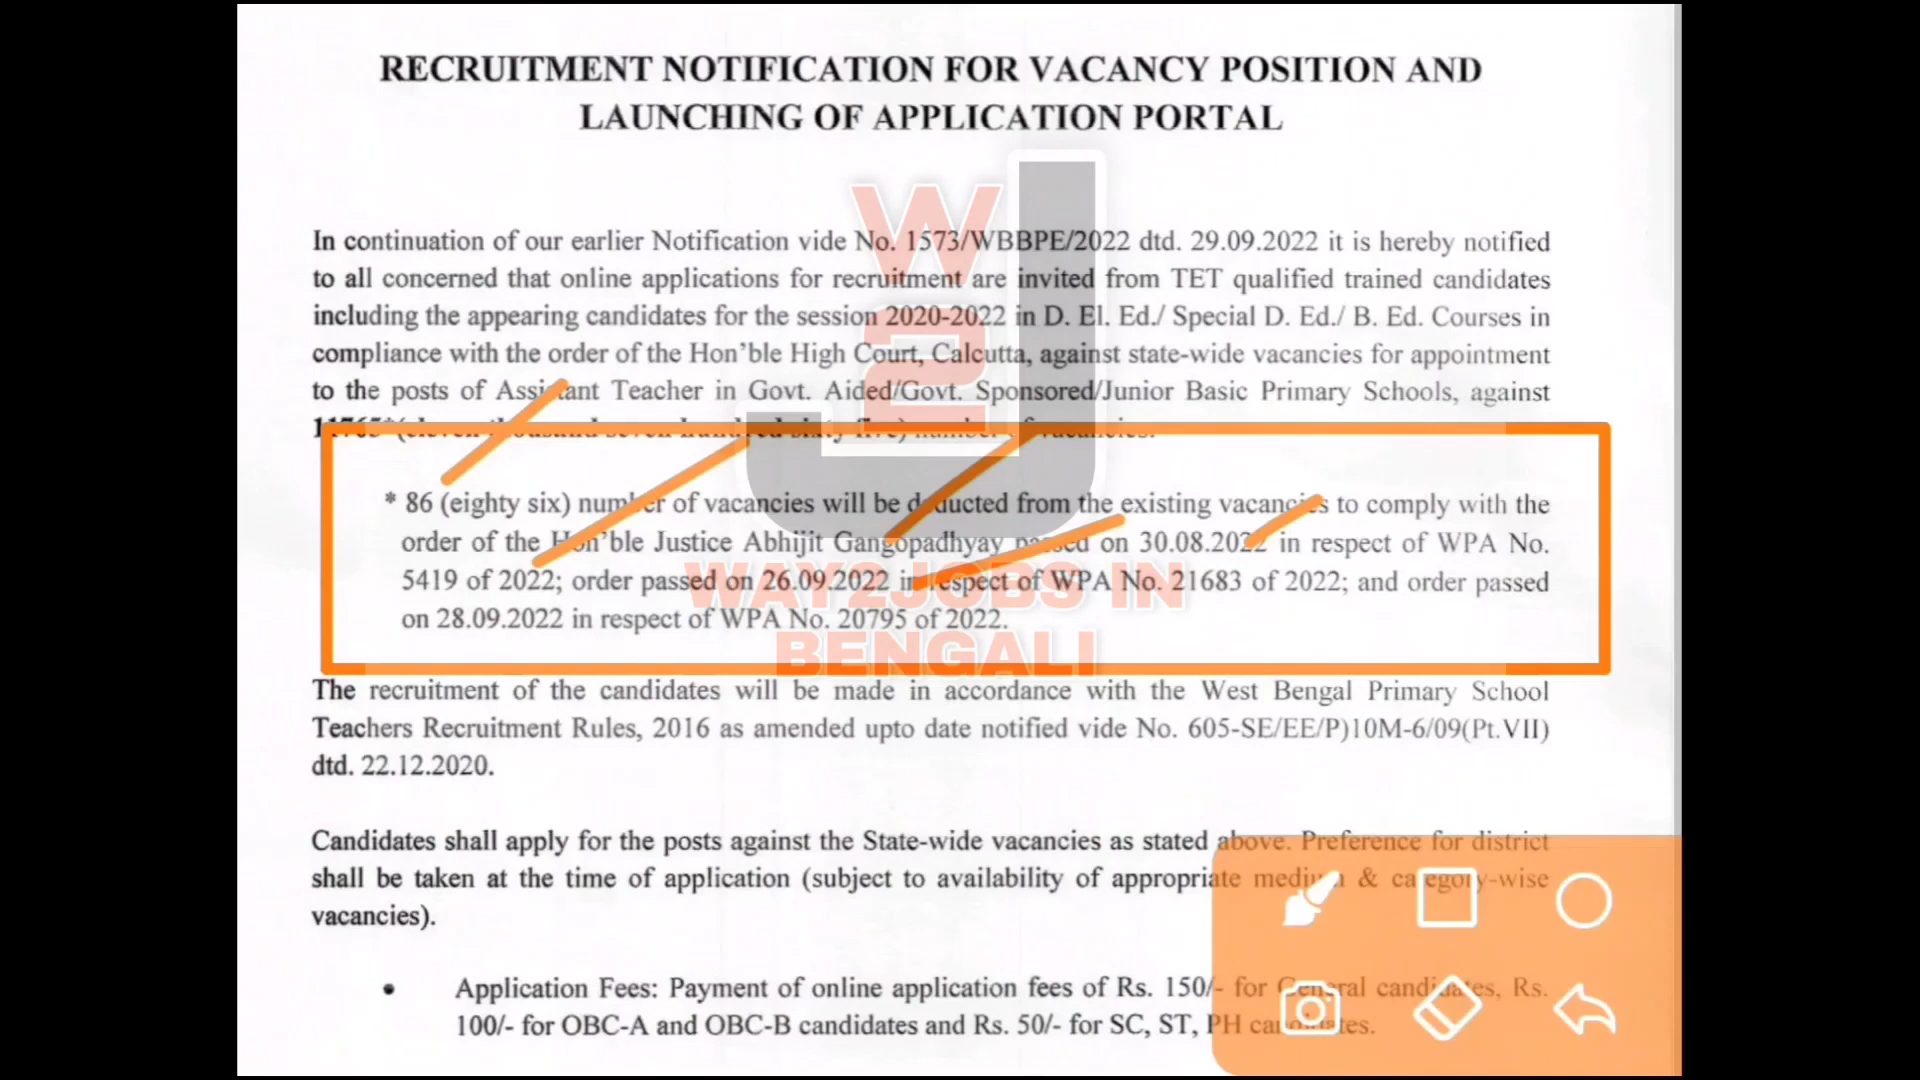 RECRUITMENT NOTIFICATION FOR VACANCY POSITION AND
LAUNCHING OF APPLICATION PORTAL
In continuation of our earlier Notification vide No. 1573/WBBPE/2022 dtd. 29.09.2022 it is hereby notified
to all concerned that online applications for recruitment are invited from TET qualified trained candidates
including the appearing candidates for the session 2020-2022 in D. El. Ed./ Special D. Ed./ B. Ed. Courses in
compliance with the order of the Hon'ble High Court, Calcutta, against state-wide vacancies for appointment
to the posts of Assistant Teacher in Govt. Aided/Govt. Sponsored/Junior Basic Primary Schools, against
11765*(eleven thousand seven hundred sixty five) number of vacancies.
* 86 (eighty six) number of vacancies will be deducted from the existing vacancies to comply with the
order of the Hon'ble Justice Abhijit Gangopadhyay passed on 30.08.2022 in respect of WPA No.
5419 of 2022; order passed on 26.09.2022 in respect of WPA No. 21683 of 2022; and order passed
on 28.09.2022 in respect of WPA No. 20795 of 2022.
The recruitment of the candidates will be made in accordance with the West Bengal Primary School
Teachers Recruitment Rules, 2016 as amended upto date notified vide No. 605-SE/EE/P)10M-6/09(Pt.VII)
dtd. 22.12.2020.
Candidates shall apply for the posts against the State-wide vacancies as stated above. Preference for district
shall be taken at the time of application (subject to availability of appropriate medium & category-wise
vacancies).
• Application Fees: Payment of online application fees of Rs. 150/- for General candidates, Rs.
100/- for OBC-A and OBC-B candidates and Rs. 50/- for SC, ST, PH candidates.
W2J
WAY2JOBS IN
BENGALI